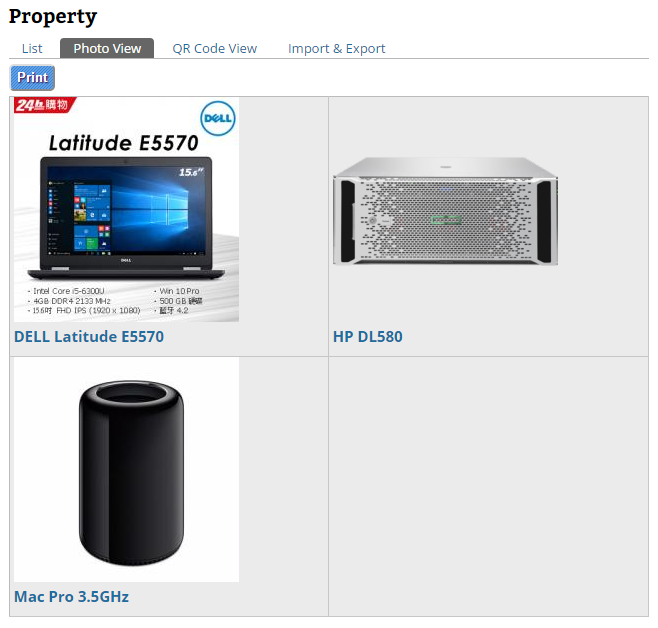 Property
List
Photo View
QR Code View
Import & Export
Print
24h購物
DELL
Latitude E5570
15.6"
DELL
· Intel Core i5-6300U
· Win 10 Pro
· 4GB DDR4 2133 MHz
· 500 GB 硬碟
· 15.6吋 FHD IPS (1920 x 1080)
· 藍牙 4.2
DELL Latitude E5570
HP DL580
Mac Pro 3.5GHz